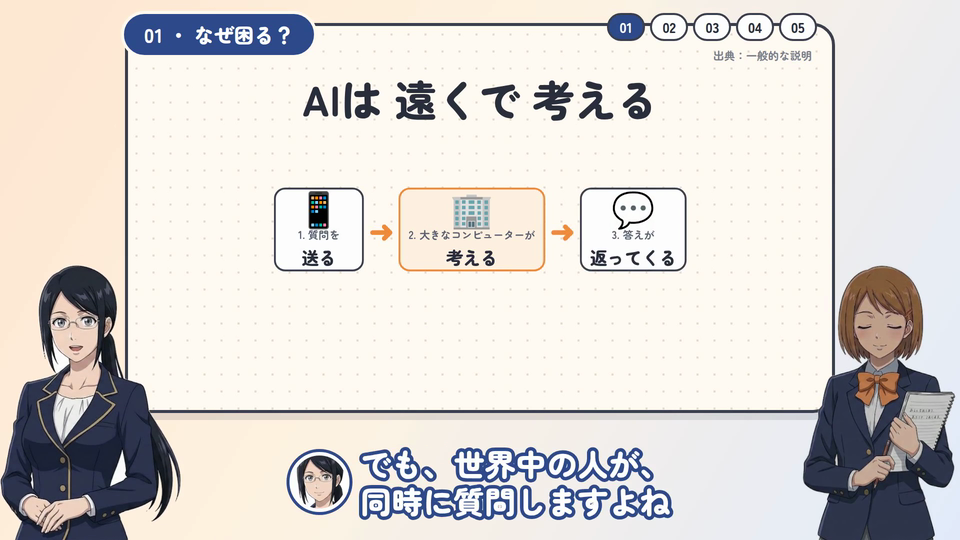 01 ・ なぜ困る？
01 02 03 04 05
出典：一般的な説明
AIは 遠くで 考える
1. 質問を
送る
2. 大きなコンピューターが
考える
3. 答えが
返ってくる
でも、世界中の人が、
同時に質問しますよね